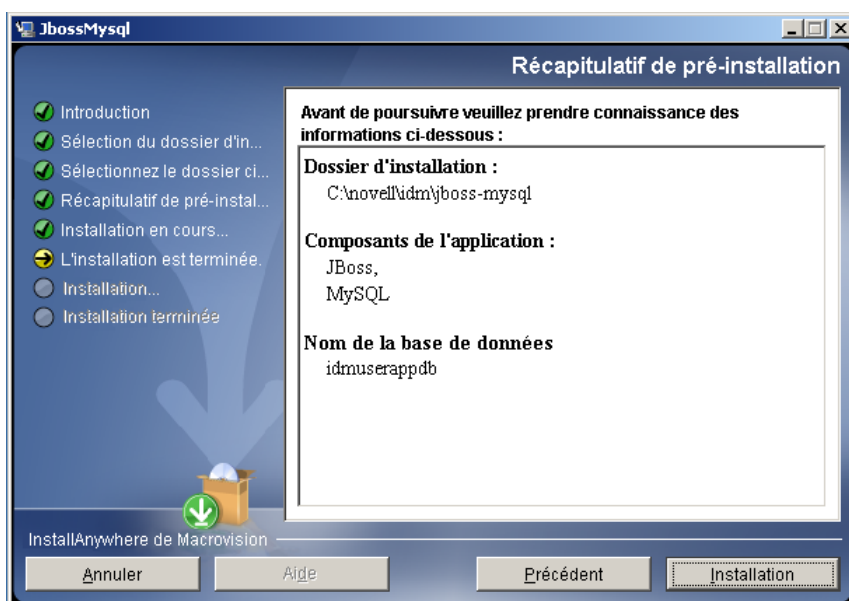 JbossMysql
Récapitulatif de pré-installation
Introduction
Sélection du dossier d'in...
Sélectionnez le dossier ci...
Récapitulatif de pré-instal...
Installation en cours...
L'installation est terminée.
Installation...
Installation terminée
Avant de poursuivre veuillez prendre connaissance des
informations ci-dessous :
Dossier d'installation :
C:\novell\idm\jboss-mysql
Composants de l'application :
JBoss,
MySQL
Nom de la base de données
idmuserappdb
InstallAnywhere de Macrovision
Annuler
Aide
Précédent
Installation